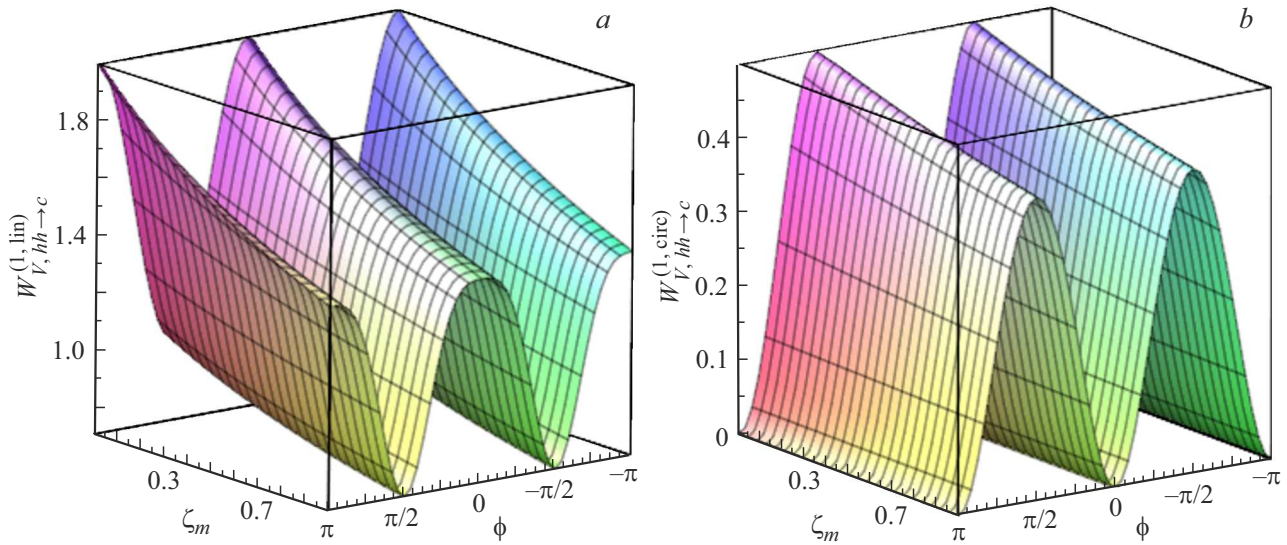 a
W^{(1, lin)}_{V, hh→c}
1.8
1.4
1.0
0.3
0.7
ζ_m
π
π/2
0
−π/2
−π
ϕ
b
W^{(1, circ)}_{V, hh→c}
0.4
0.3
0.2
0.1
0
0.3
0.7
ζ_m
π
π/2
0
−π/2
−π
ϕ